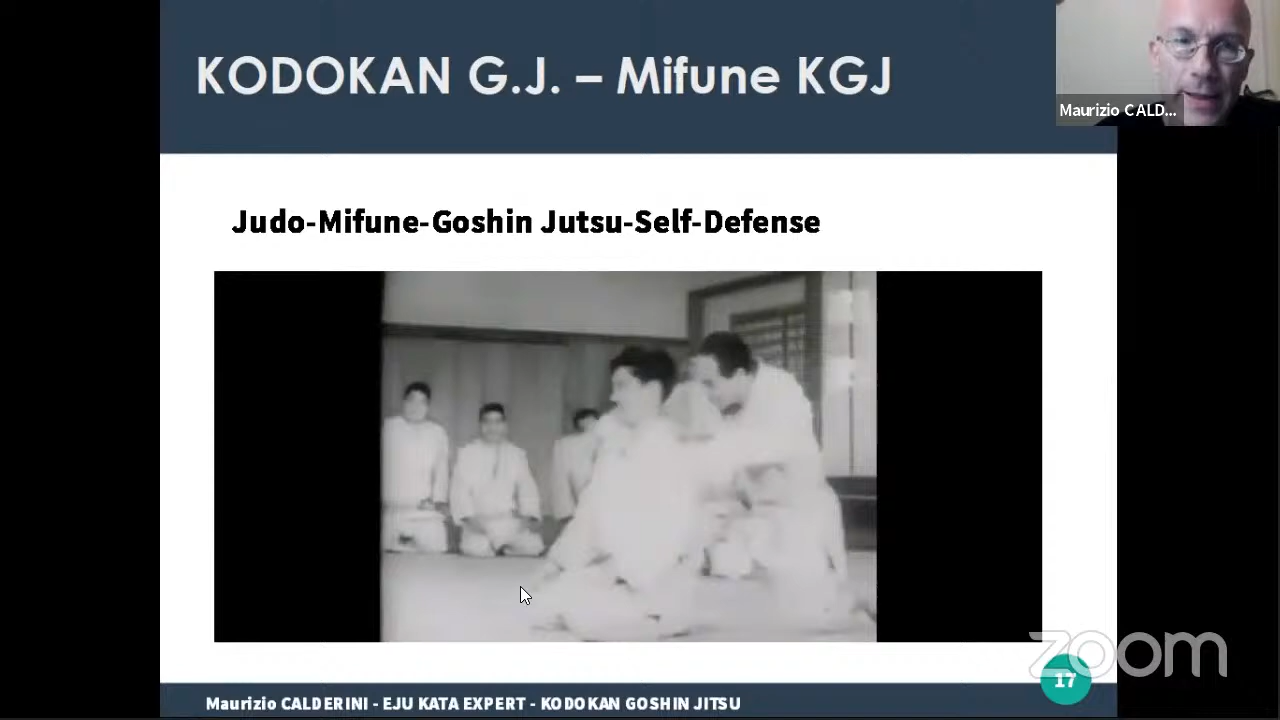 KODOKAN G.J. – Mifune KGJ
Maurizio CALD...
Judo-Mifune-Goshin Jutsu-Self-Defense
zoom
17
Maurizio CALDERINI - EJU KATA EXPERT - KODOKAN GOSHIN JITSU